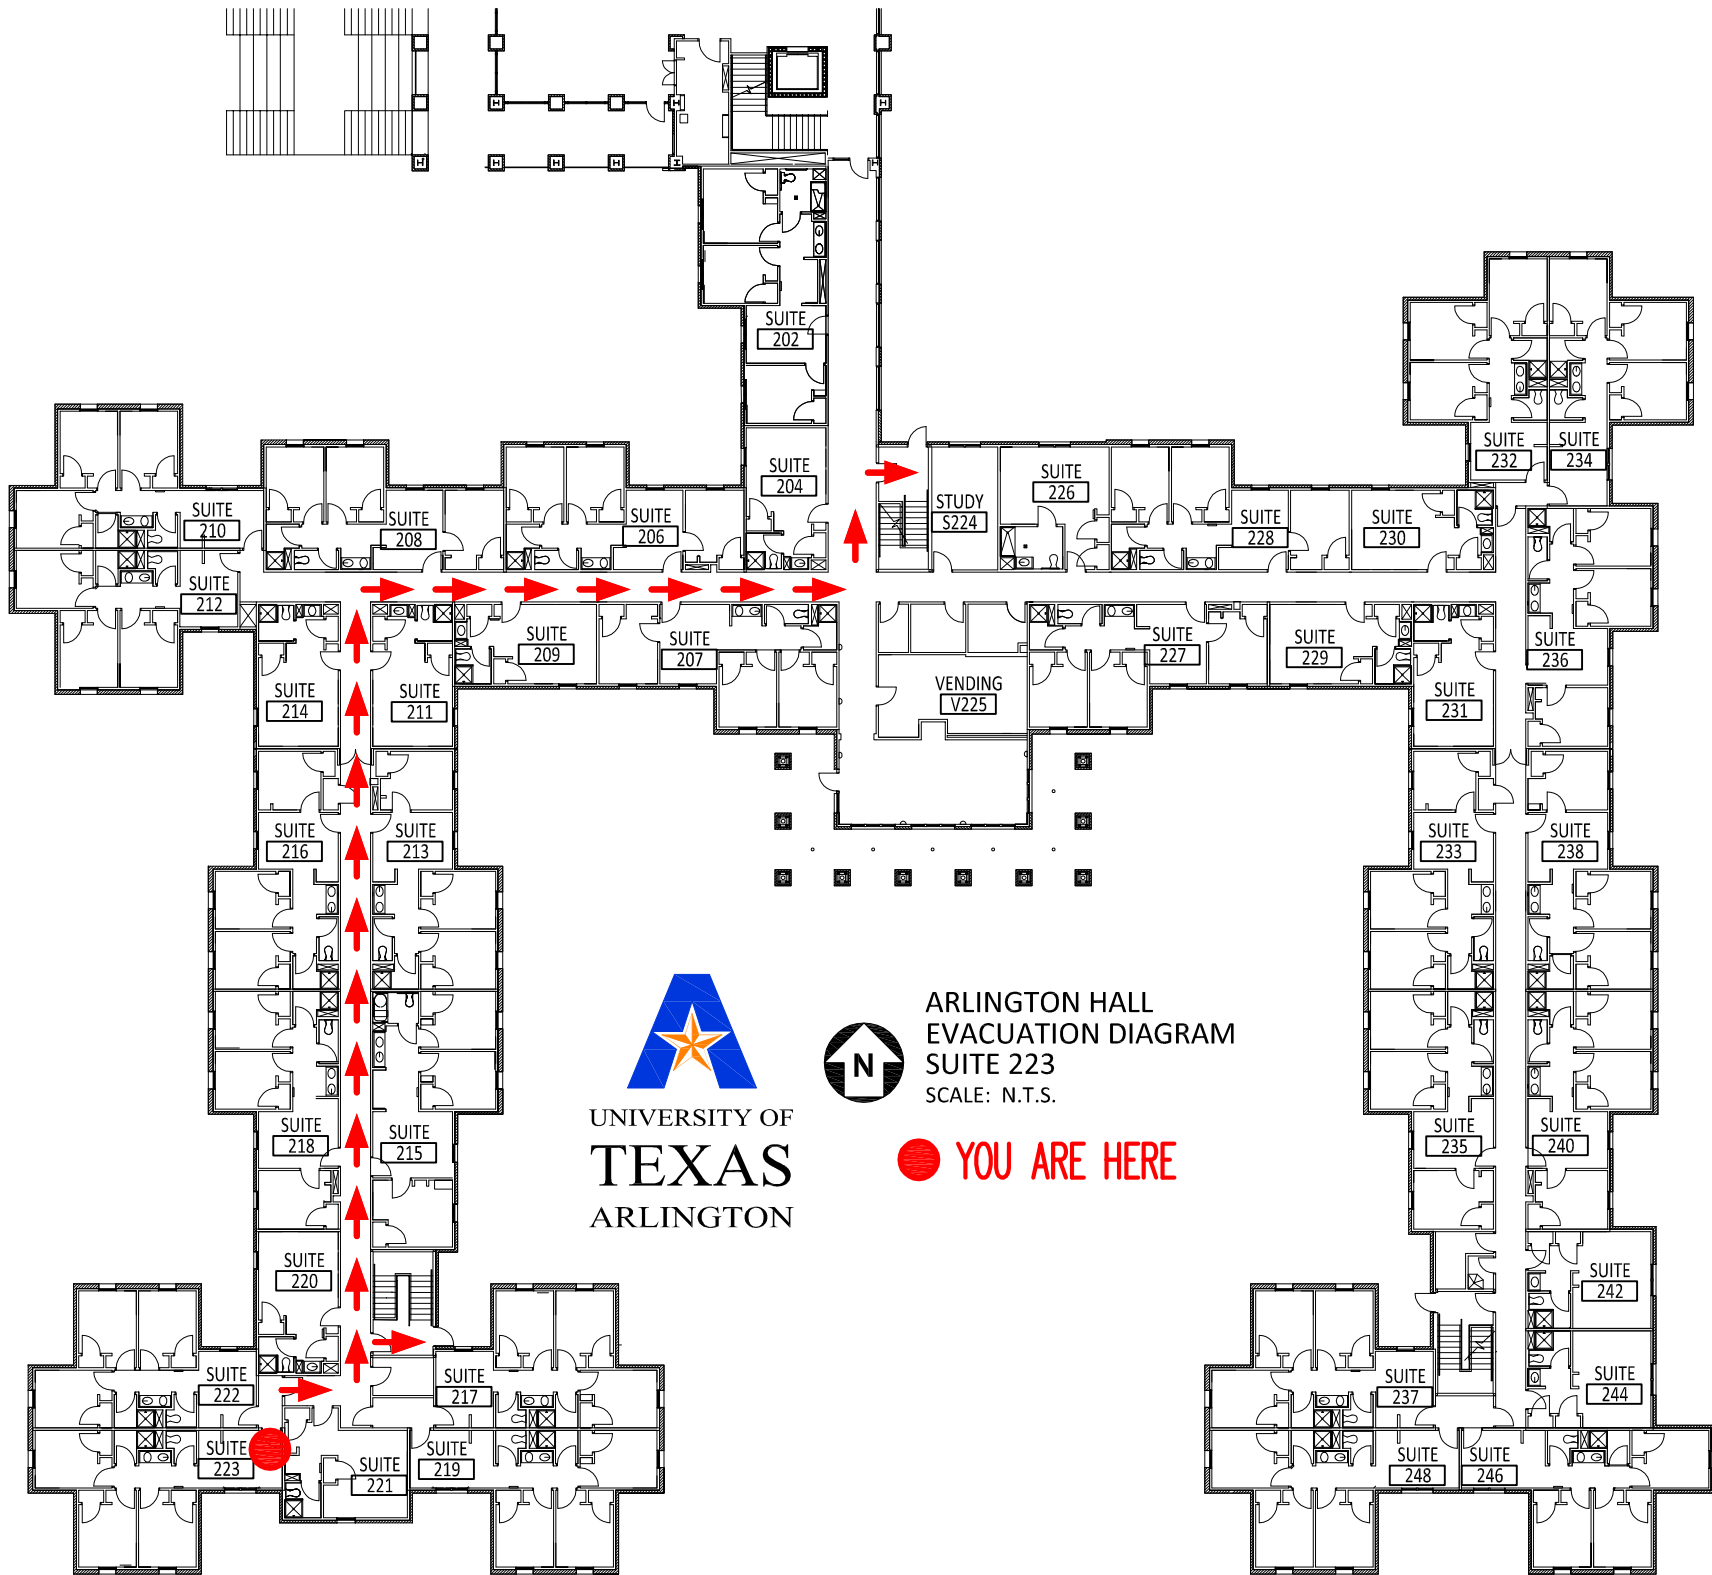 SUITE
202
SUITE
204
SUITE
210
SUITE
208
SUITE
206
STUDY
S224
SUITE
226
SUITE
228
SUITE
230
SUITE
232
SUITE
234
SUITE
212
SUITE
209
SUITE
207
SUITE
227
SUITE
229
SUITE
236
SUITE
214
SUITE
211
VENDING
V225
SUITE
231
SUITE
216
SUITE
213
SUITE
233
SUITE
238
SUITE
218
SUITE
215
SUITE
235
SUITE
240
SUITE
220
SUITE
242
SUITE
222
SUITE
217
SUITE
237
SUITE
244
SUITE
223
SUITE
221
SUITE
219
SUITE
248
SUITE
246
UNIVERSITY OF
TEXAS
ARLINGTON
N
ARLINGTON HALL
EVACUATION DIAGRAM
SUITE 223
SCALE: N.T.S.
YOU ARE HERE